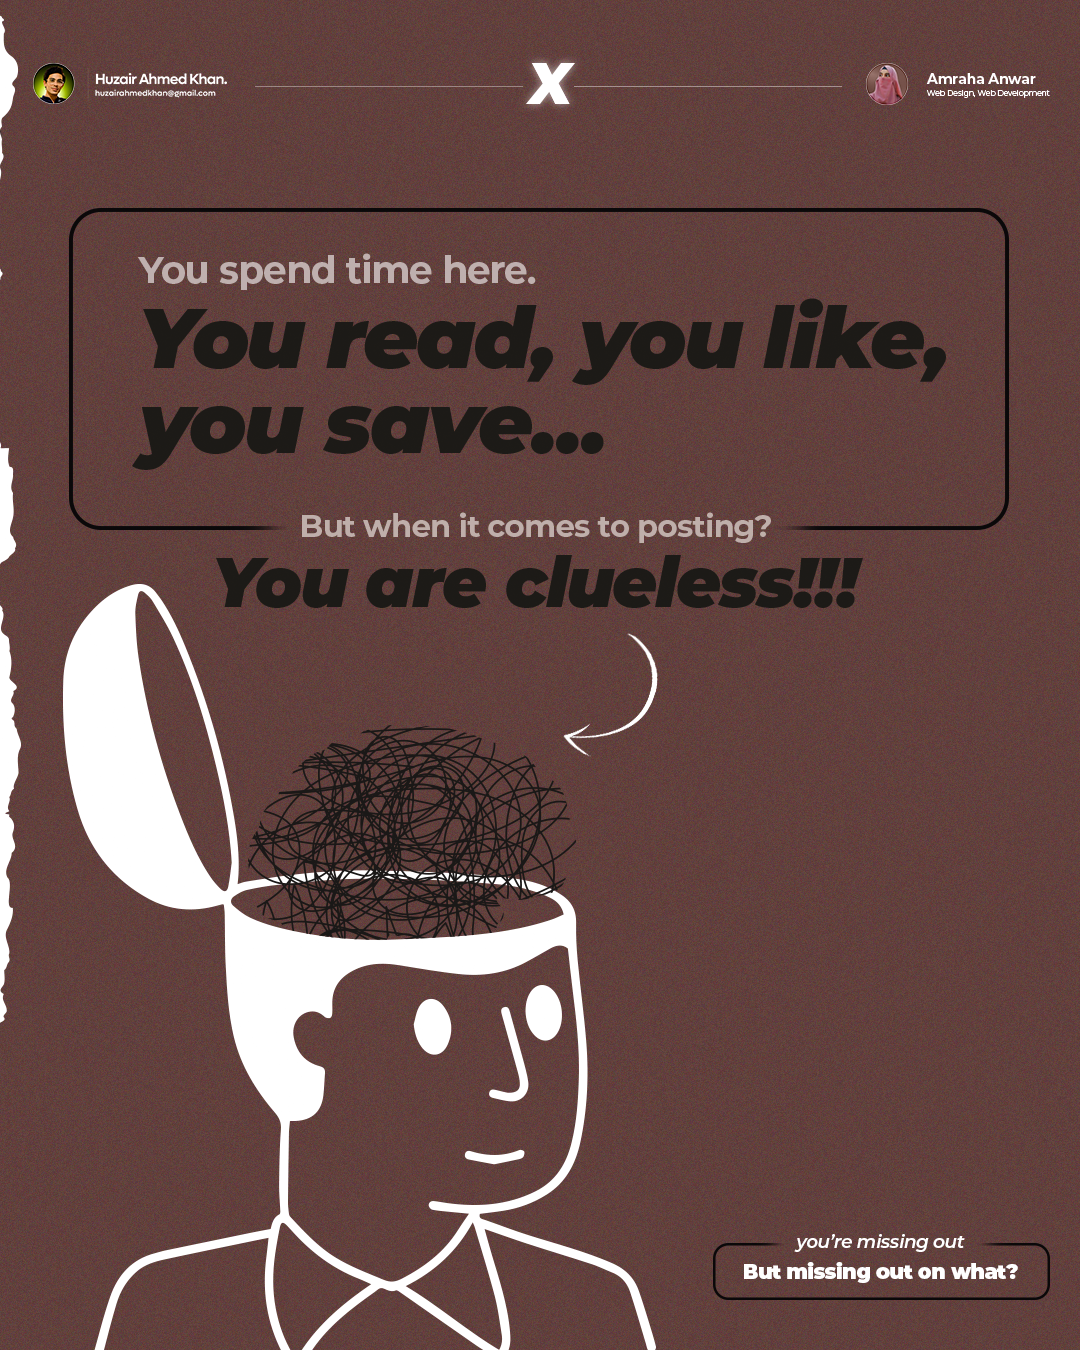 Huzair Ahmed Khan.
huzairahmedkhan@gmail.com
X
Amraha Anwar
Web Design, Web Development
You spend time here.
You read, you like,
you save...
But when it comes to posting?
You are clueless!!!
you're missing out
But missing out on what?